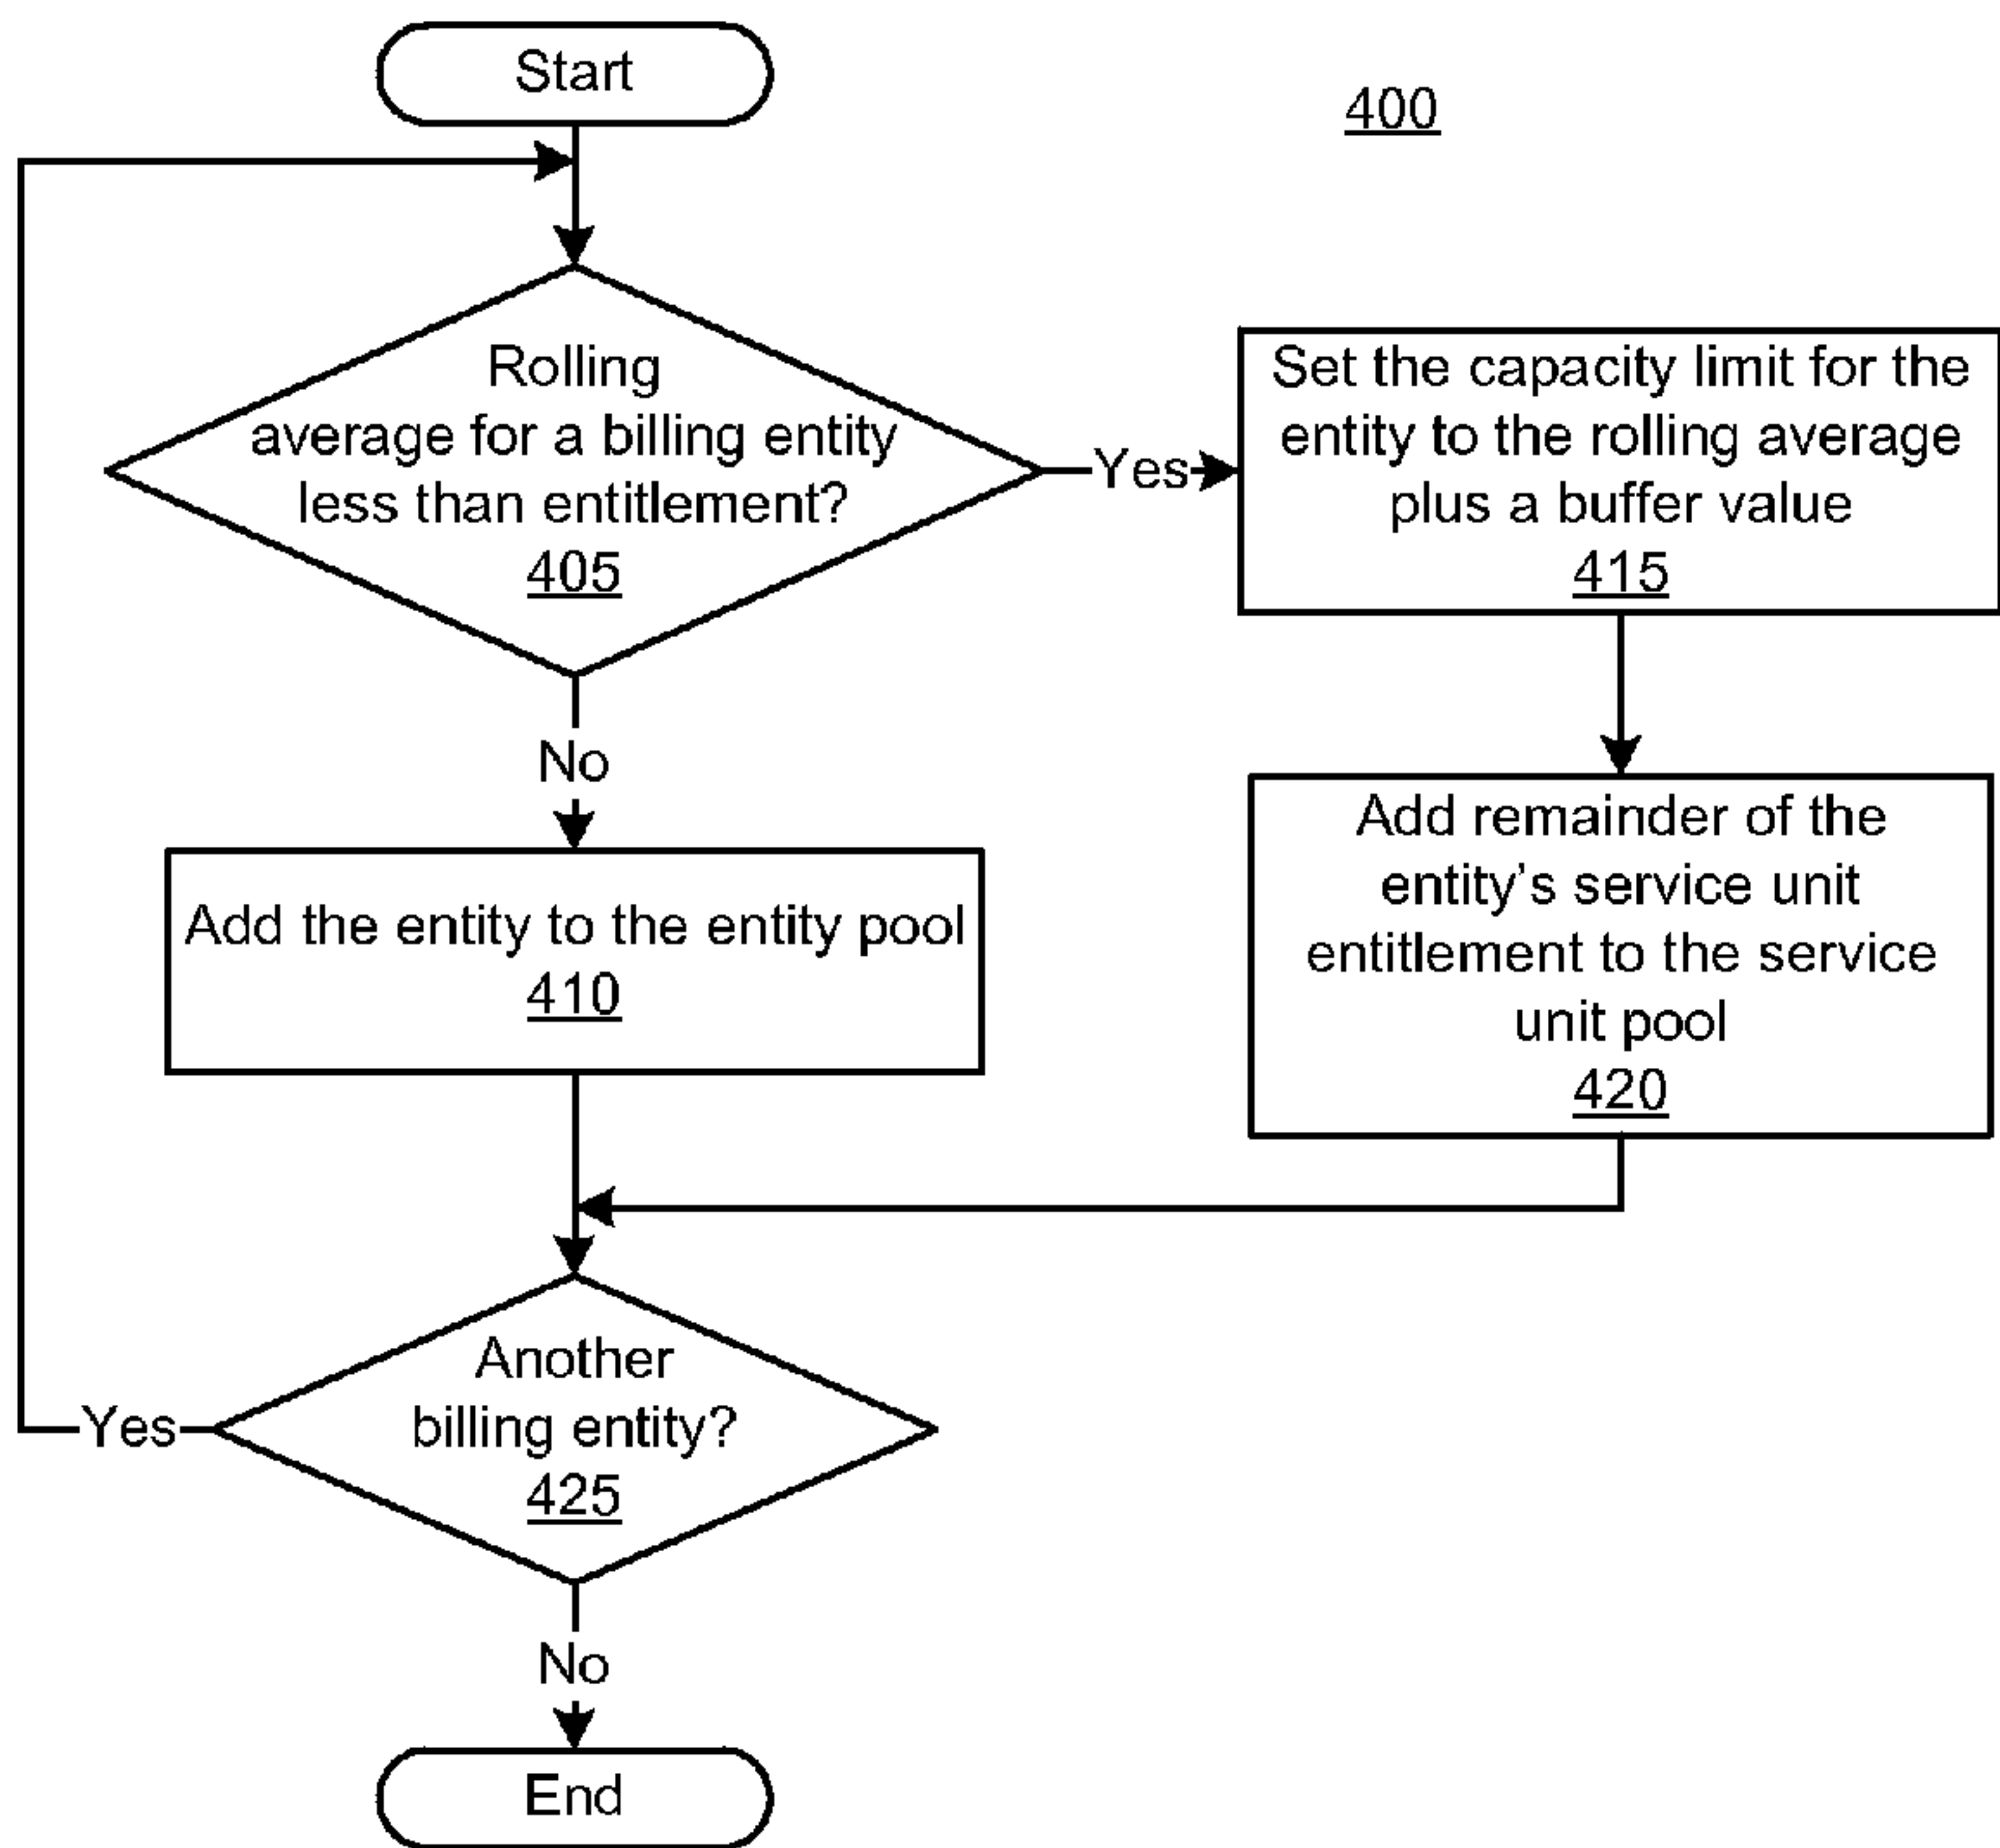 Start
400
Rolling
average for a billing entity
less than entitlement?
405
Yes
Set the capacity limit for the
entity to the rolling average
plus a buffer value
415
No
Add the entity to the entity pool
410
Add remainder of the
entity's service unit
entitlement to the service
unit pool
420
Another
billing entity?
425
Yes
No
End